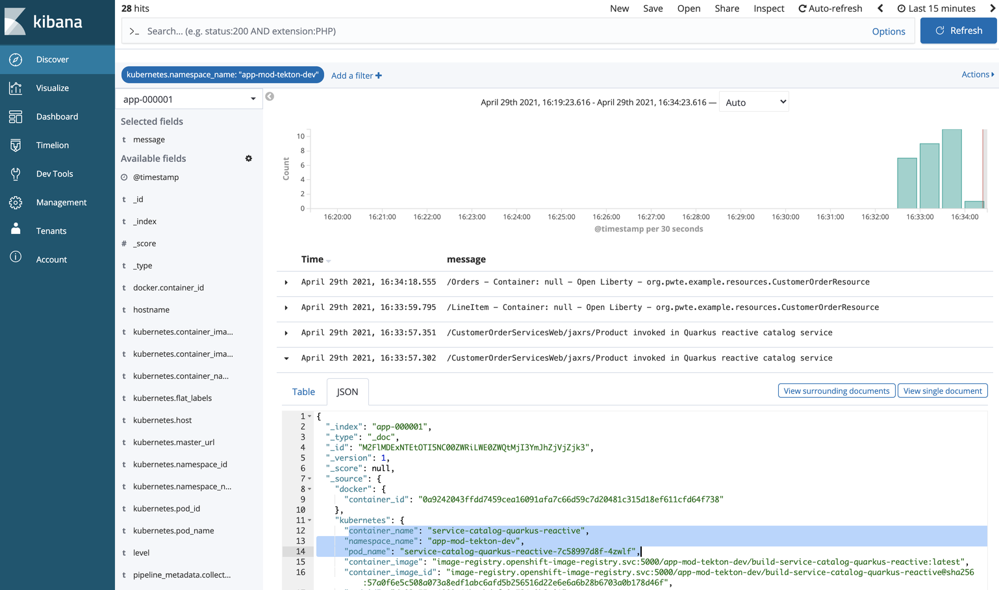 kibana
Discover
Visualize
Dashboard
Timelion
Dev Tools
Management
Tenants
Account
28 hits
New Save Open Share Inspect Auto-refresh Last 15 minutes
>_ Search... (e.g. status:200 AND extension:PHP) Options Refresh
kubernetes.namespace_name: "app-mod-tekton-dev" Add a filter + Actions
app-000001
Selected fields
t message
Available fields
@timestamp
t _id
t _index
# _score
t _type
t docker.container_id
t hostname
t kubernetes.container_ima...
t kubernetes.container_ima...
t kubernetes.container_na...
t kubernetes.flat_labels
t kubernetes.host
t kubernetes.master_url
t kubernetes.namespace_id
t kubernetes.namespace_n...
t kubernetes.pod_id
t kubernetes.pod_name
t level
t pipeline_metadata.collect...
April 29th 2021, 16:19:23.616 - April 29th 2021, 16:34:23.616 — Auto
Count
10
8
6
4
2
0
16:20:00 16:21:00 16:22:00 16:23:00 16:24:00 16:25:00 16:26:00 16:27:00 16:28:00 16:29:00 16:30:00 16:31:00 16:32:00 16:33:00 16:34:00
@timestamp per 30 seconds
Time message
April 29th 2021, 16:34:18.555 /Orders – Container: null – Open Liberty – org.pwte.example.resources.CustomerOrderResource
April 29th 2021, 16:33:59.795 /LineItem – Container: null – Open Liberty – org.pwte.example.resources.CustomerOrderResource
April 29th 2021, 16:33:57.351 /CustomerOrderServicesWeb/jaxrs/Product invoked in Quarkus reactive catalog service
April 29th 2021, 16:33:57.302 /CustomerOrderServicesWeb/jaxrs/Product invoked in Quarkus reactive catalog service
Table JSON View surrounding documents View single document
1 {
2 "_index": "app-000001",
3 "_type": "_doc",
4 "_id": "M2FlMDExNTEtOTI5NC00ZWRiLWE0ZWQtMjI3YmJhZjVjZjk3",
5 "_version": 1,
6 "_score": null,
7 "_source": {
8 "docker": {
9 "container_id": "0a9242043ffdd7459cea16091afa7c66d59c7d20481c315d18ef611cfd64f738"
10 },
11 "kubernetes": {
12 "container_name": "service-catalog-quarkus-reactive",
13 "namespace_name": "app-mod-tekton-dev",
14 "pod_name": "service-catalog-quarkus-reactive-7c58997d8f-4zwlf",
15 "container_image": "image-registry.openshift-image-registry.svc:5000/app-mod-tekton-dev/build-service-catalog-quarkus-reactive:latest",
16 "container_image_id": "image-registry.openshift-image-registry.svc:5000/app-mod-tekton-dev/build-service-catalog-quarkus-reactive@sha256
:57a0f6e5c508a073a8edf1abc6afd5b256516d22e6e6a6b28b6703a0b178d46f",